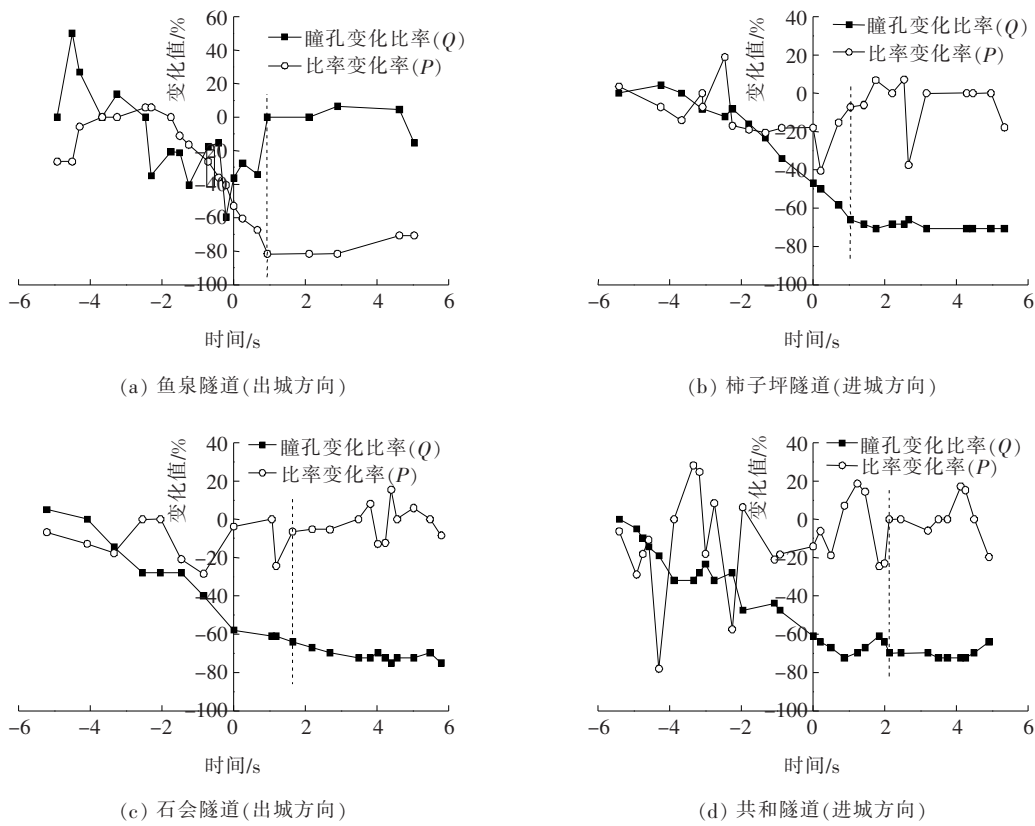 60
40
20
0
-20
-40
-60
-80
-100
变化值/%
瞳孔变化比率(Q)
比率变化率(P)
-6 -4 -2 0 2 4 6
时间/s
(a) 鱼泉隧道(出城方向)
40
20
0
-20
-40
-60
-80
-100
变化值/%
瞳孔变化比率(Q)
比率变化率(P)
-6 -4 -2 0 2 4 6
时间/s
(b) 柿子坪隧道(进城方向)
40
20
0
-20
-40
-60
-80
-100
变化值/%
瞳孔变化比率(Q)
比率变化率(P)
-6 -4 -2 0 2 4 6
时间/s
(c) 石会隧道(出城方向)
40
20
0
-20
-40
-60
-80
-100
变化值/%
瞳孔变化比率(Q)
比率变化率(P)
-6 -4 -2 0 2 4 6
时间/s
(d) 共和隧道(进城方向)